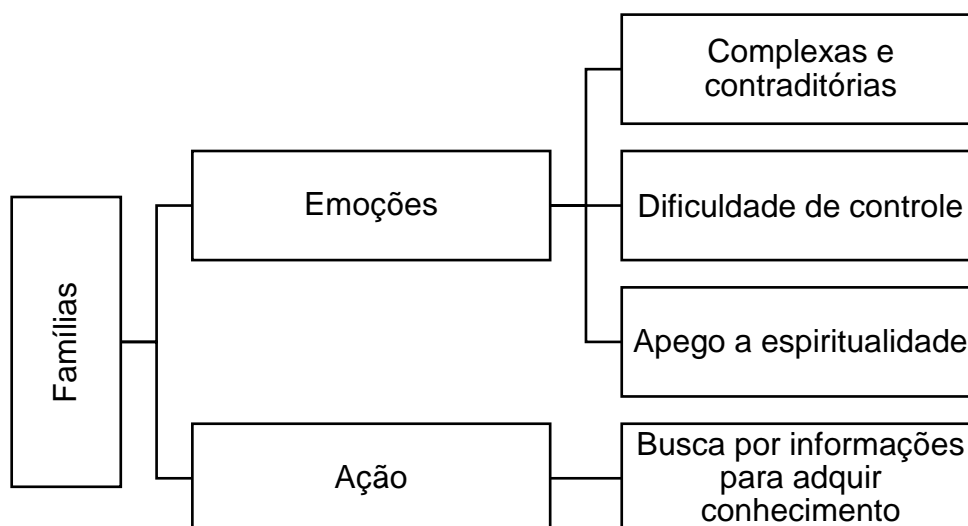 Famílias
Emoções
Complexas e
contraditórias
Dificuldade de controle
Apego a espiritualidade
Ação
Busca por informações
para adquir
conhecimento